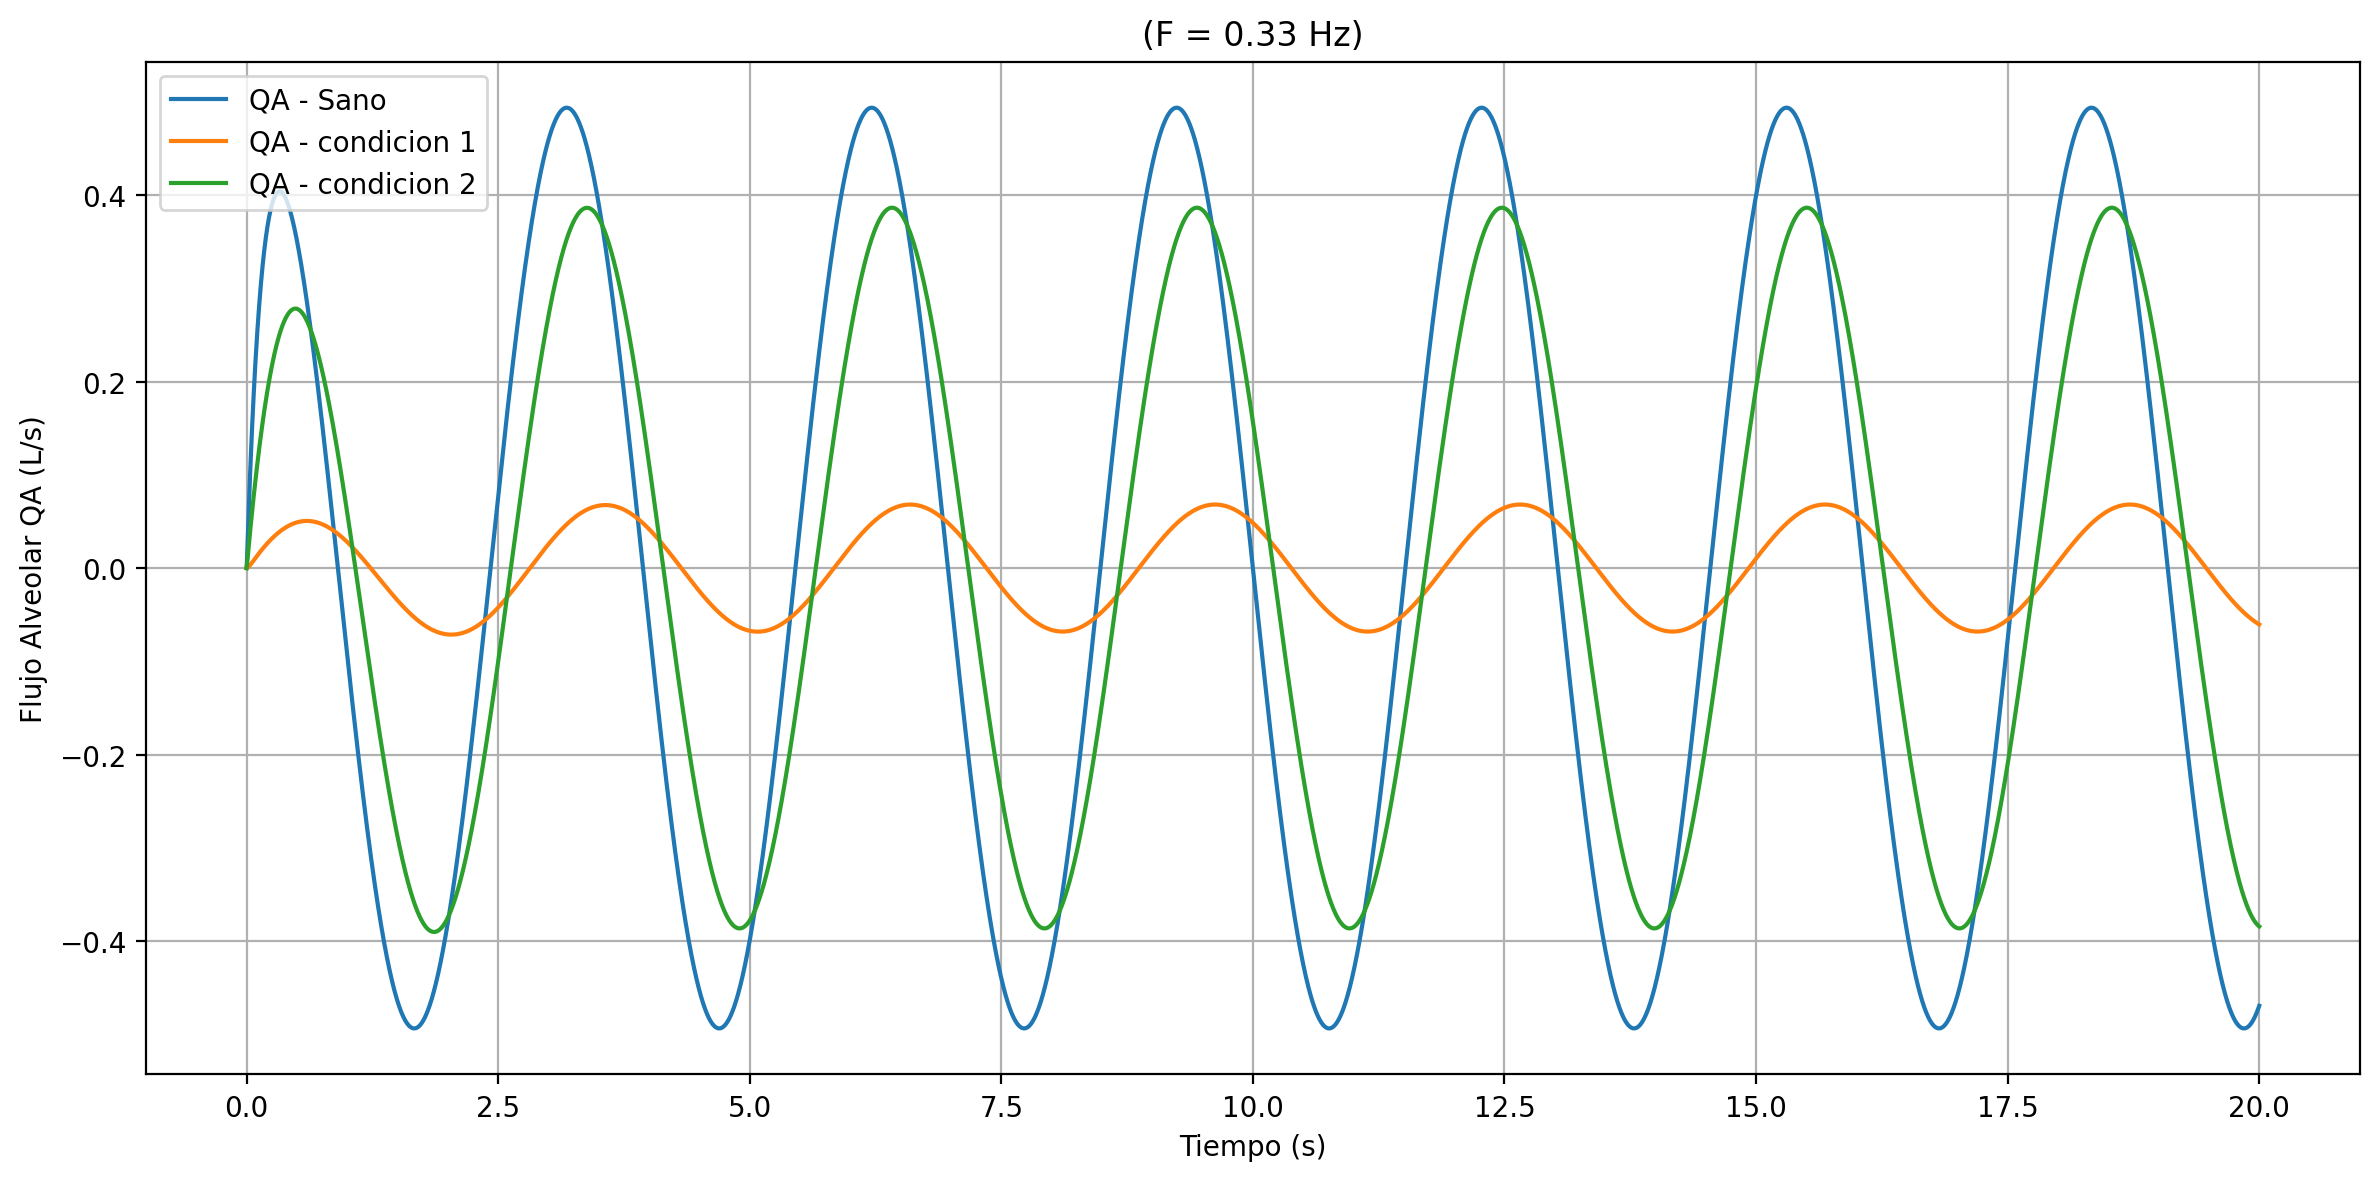 (F = 0.33 Hz)
QA - Sano
QA - condicion 1
QA - condicion 2
Flujo Alveolar QA (L/s)
0.4
0.2
0.0
−0.2
−0.4
0.0 2.5 5.0 7.5 10.0 12.5 15.0 17.5 20.0
Tiempo (s)